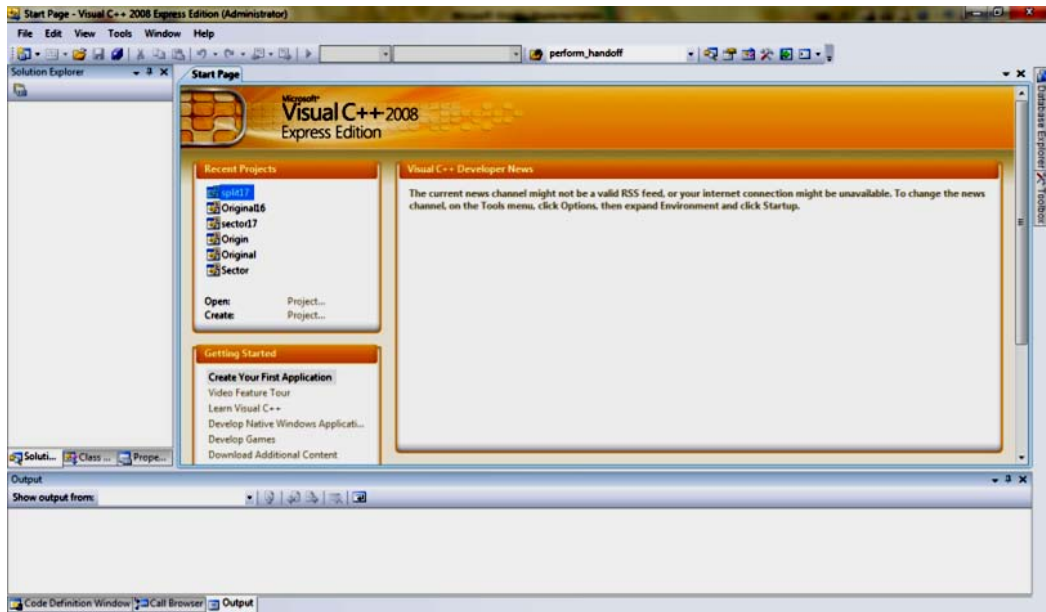 Start Page - Visual C++ 2008 Express Edition (Administrator)
File Edit View Tools Window Help
perform_handoff
Solution Explorer
Start Page
Microsoft
Visual C++ 2008
Express Edition
Recent Projects
split17
Original16
sector17
Origin
Original
Sector
Open: Project...
Create: Project...
Getting Started
Create Your First Application
Video Feature Tour
Learn Visual C++
Develop Native Windows Applicati...
Develop Games
Download Additional Content
Visual C++ Developer News
The current news channel might not be a valid RSS feed, or your internet connection might be unavailable. To change the news
channel, on the Tools menu, click Options, then expand Environment and click Startup.
Database Explorer
Toolbox
Soluti... Class ... Prope...
Output
Show output from:
Code Definition Window Call Browser Output